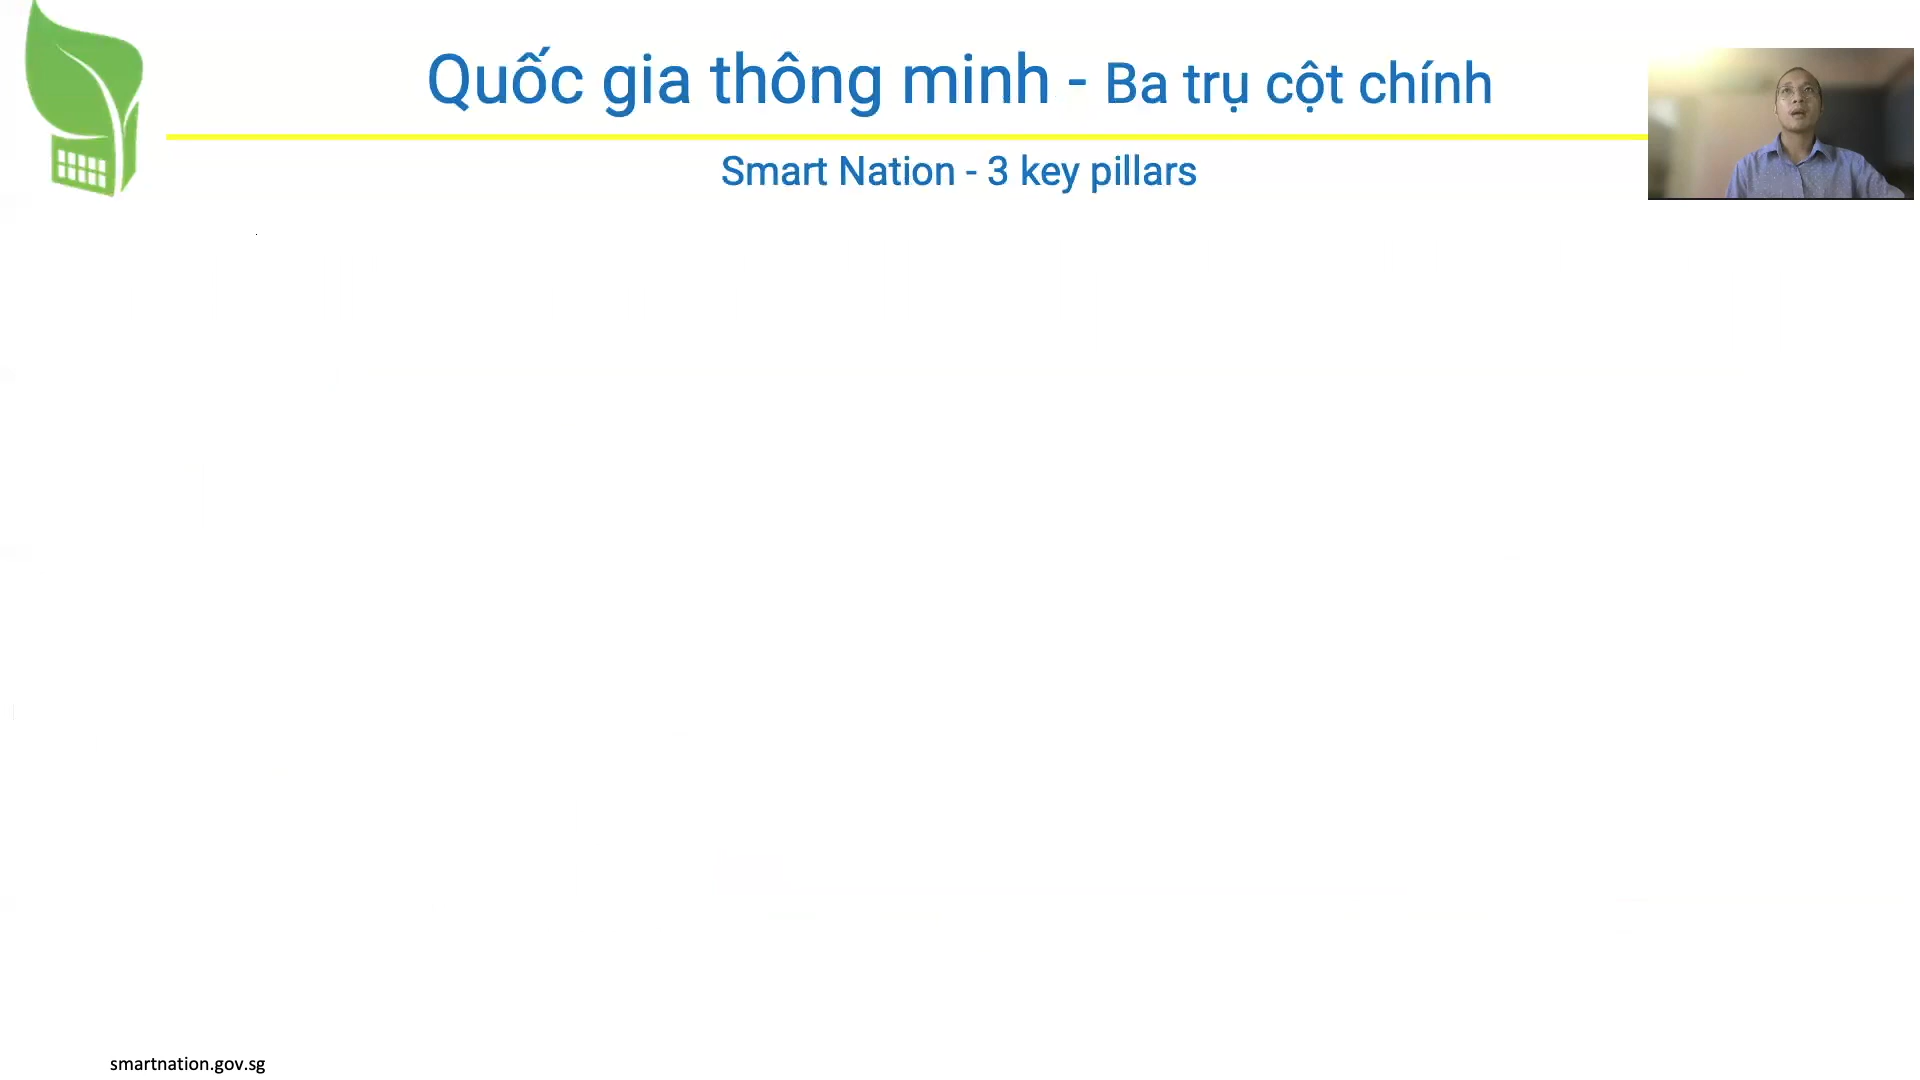 Quốc gia thông minh - Ba trụ cột chính
Smart Nation - 3 key pillars
smartnation.gov.sg